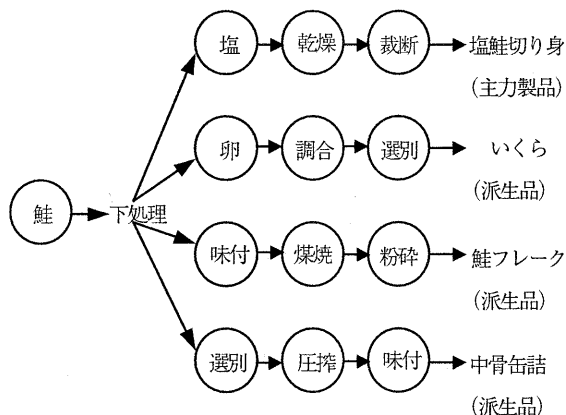 塩
乾燥
裁断
塩鮭切り身
(主力製品)
卵
調合
選別
いくら
(派生品)
鮭
下処理
味付
煤焼
粉砕
鮭フレーク
(派生品)
選別
圧搾
味付
中骨缶詰
(派生品)